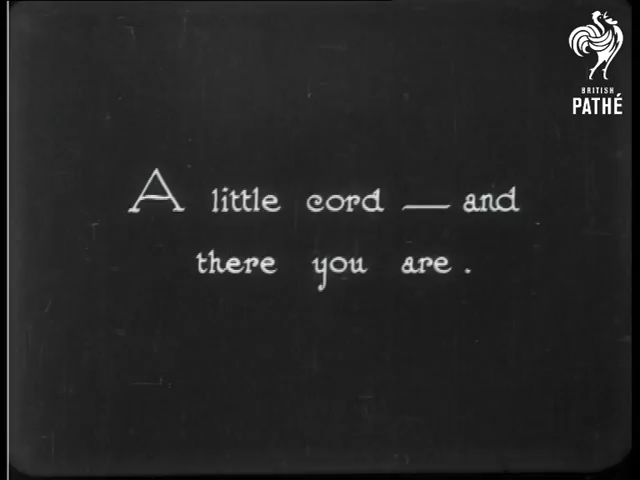 BRITISH
PATHÉ
A little cord — and
there you are.